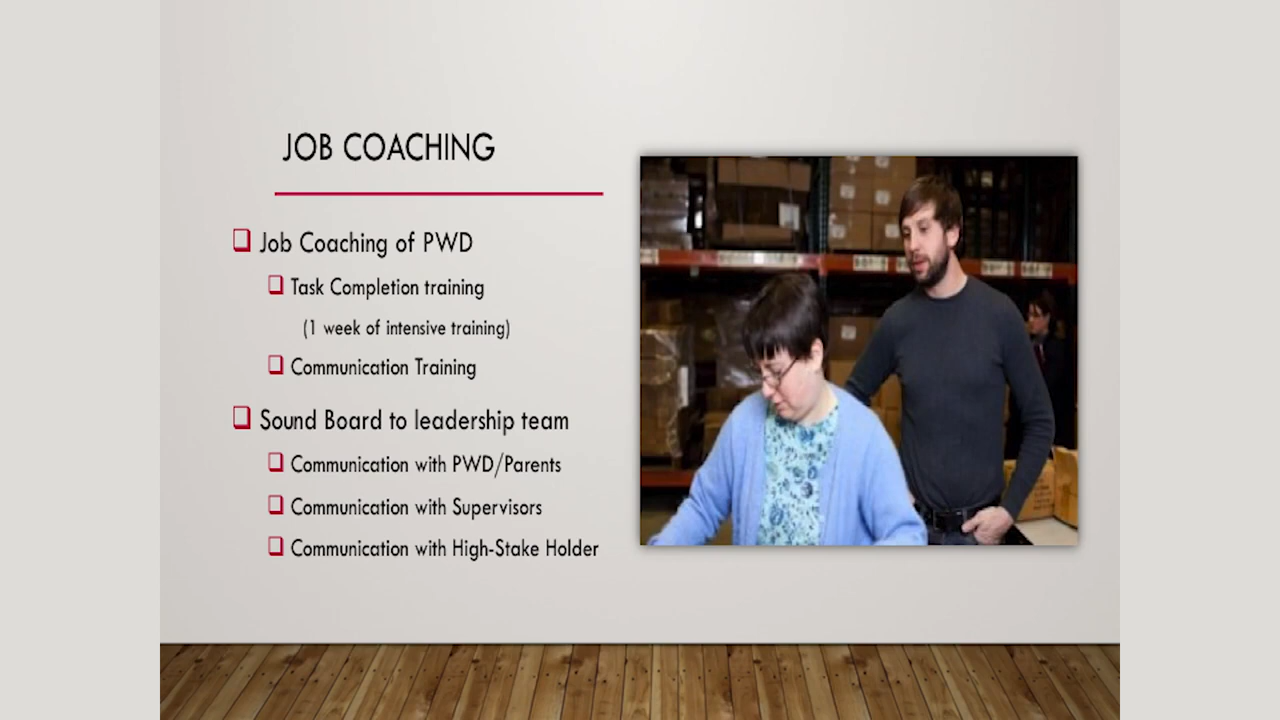 JOB COACHING
Job Coaching of PWD
Task Completion training
(1 week of intensive training)
Communication Training
Sound Board to leadership team
Communication with PWD/Parents
Communication with Supervisors
Communication with High-Stake Holder